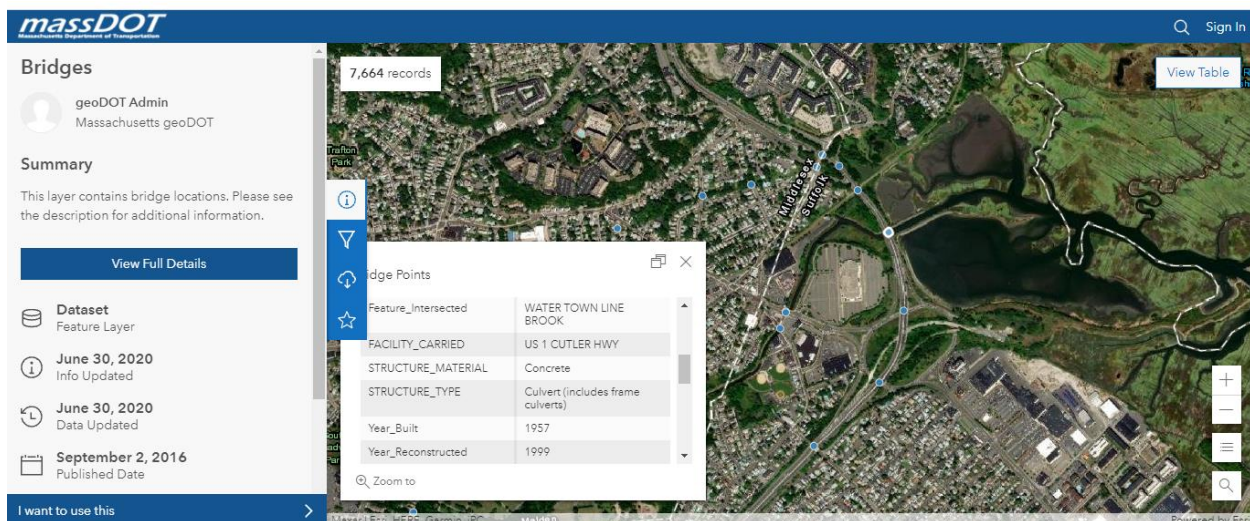 massDOT
Massachusetts Department of Transportation
Sign In
Bridges
geoDOT Admin
Massachusetts geoDOT
Summary
This layer contains bridge locations. Please see
the description for additional information.
View Full Details
Dataset
Feature Layer
June 30, 2020
Info Updated
June 30, 2020
Data Updated
September 2, 2016
Published Date
I want to use this
7,664 records
View Table
Trafton
Park
Middlesex
Suffolk
idge Points
Feature_Intersected WATER TOWN LINE
BROOK
FACILITY_CARRIED US 1 CUTLER HWY
STRUCTURE_MATERIAL Concrete
STRUCTURE_TYPE Culvert (includes frame
culverts)
Year_Built 1957
Year_Reconstructed 1999
Zoom to
Powered by Es